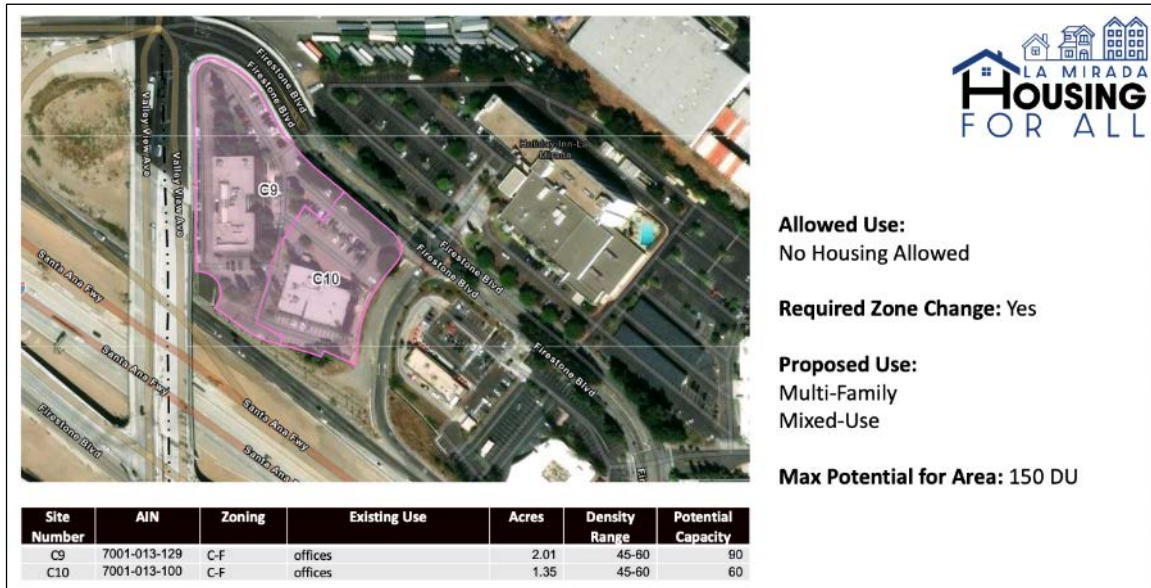 Firestone Blvd
Firestone Blvd
Valley View Ave
Valley View Ave
Holiday-Inn-La
Mirada
C9
C10
Firestone Blvd
Firestone Blvd
Firestone Blvd
Santa Ana Fwy
Santa Ana Fwy
Santa Ana Fwy
Firestone Blvd
LA MIRADA
HOUSING
FOR ALL
Allowed Use:
No Housing Allowed
Required Zone Change: Yes
Proposed Use:
Multi-Family
Mixed-Use
Max Potential for Area: 150 DU
Site Number AIN Zoning Existing Use Acres Density Range Potential Capacity
C9 7001-013-129 C-F offices 2.01 45-60 90
C10 7001-013-100 C-F offices 1.35 45-60 60